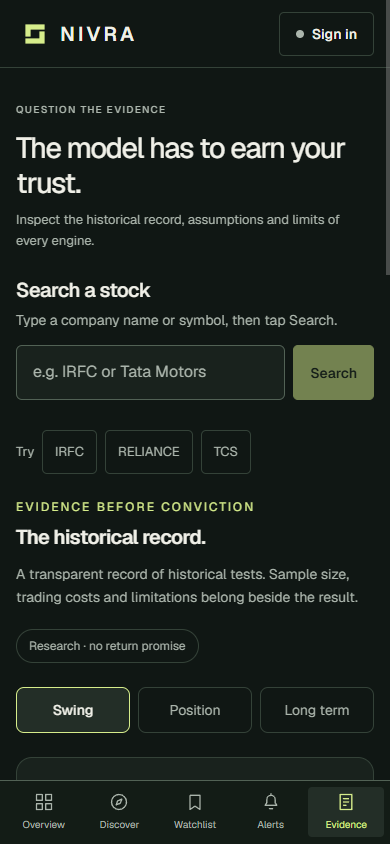 NIVRA
Sign in
QUESTION THE EVIDENCE
The model has to earn your
trust.
Inspect the historical record, assumptions and limits of
every engine.
Search a stock
Type a company name or symbol, then tap Search.
e.g. IRFC or Tata Motors
Search
Try
IRFC
RELIANCE
TCS
EVIDENCE BEFORE CONVICTION
The historical record.
A transparent record of historical tests. Sample size,
trading costs and limitations belong beside the result.
Research · no return promise
Swing
Position
Long term
Overview
Discover
Watchlist
Alerts
Evidence